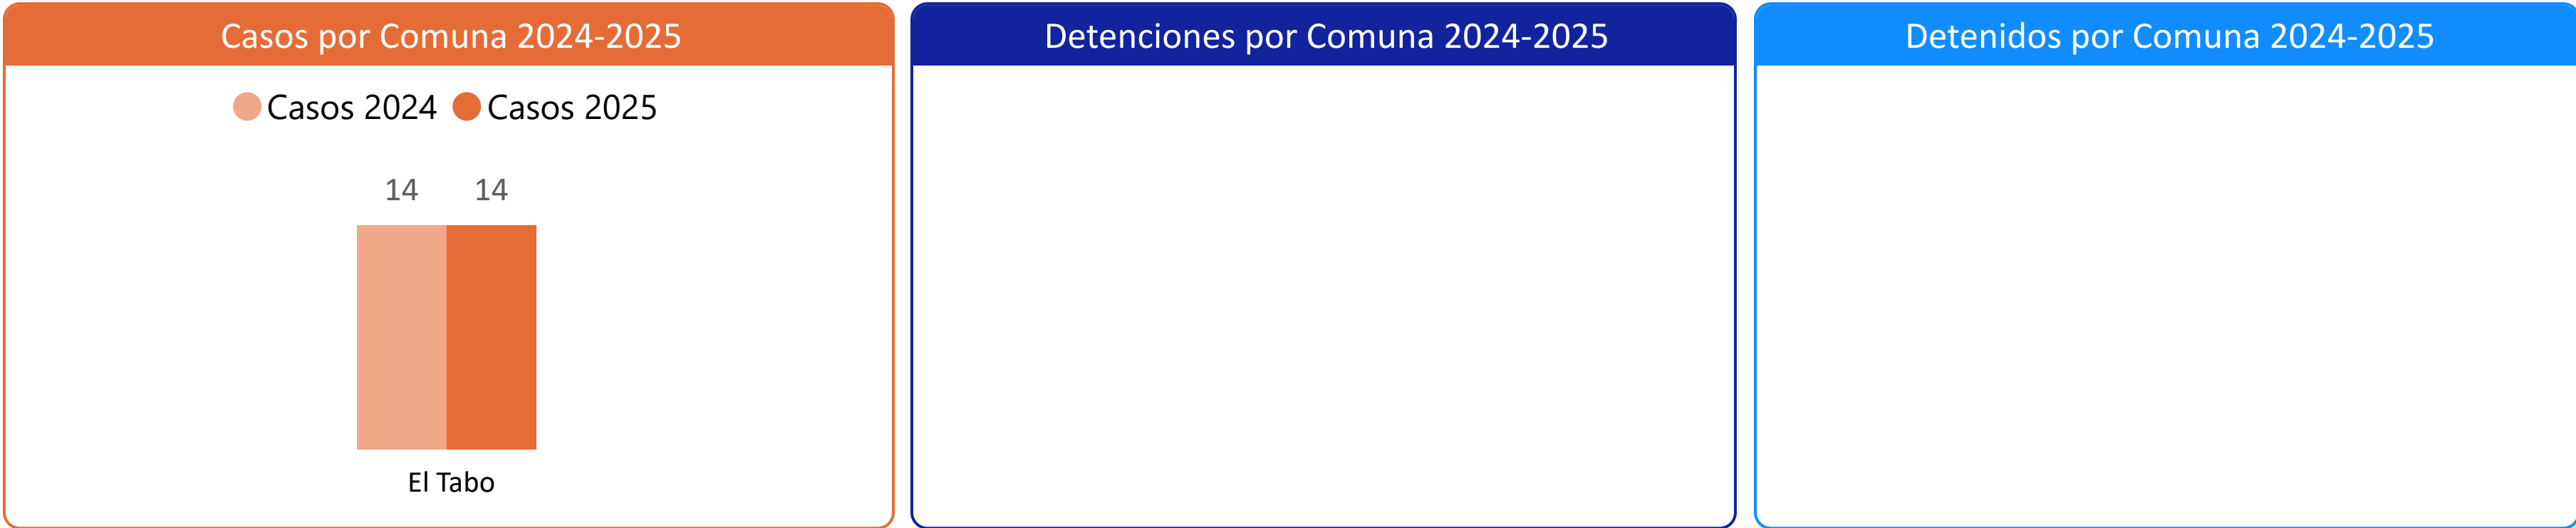 Casos por Comuna 2024-2025
Casos 2024 Casos 2025
14 14
El Tabo
Detenciones por Comuna 2024-2025
Detenidos por Comuna 2024-2025